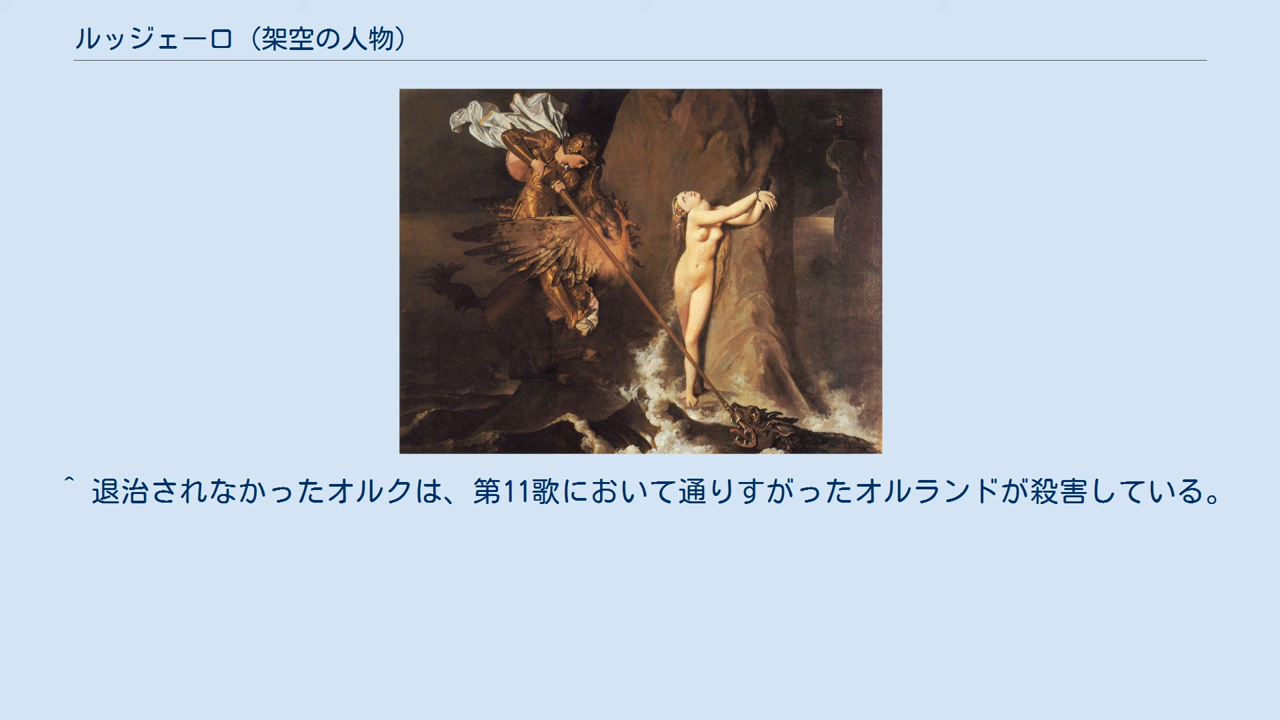 ルッジェーロ（架空の人物）
^ 退治されなかったオルクは、第11歌において通りすがったオルランドが殺害している。